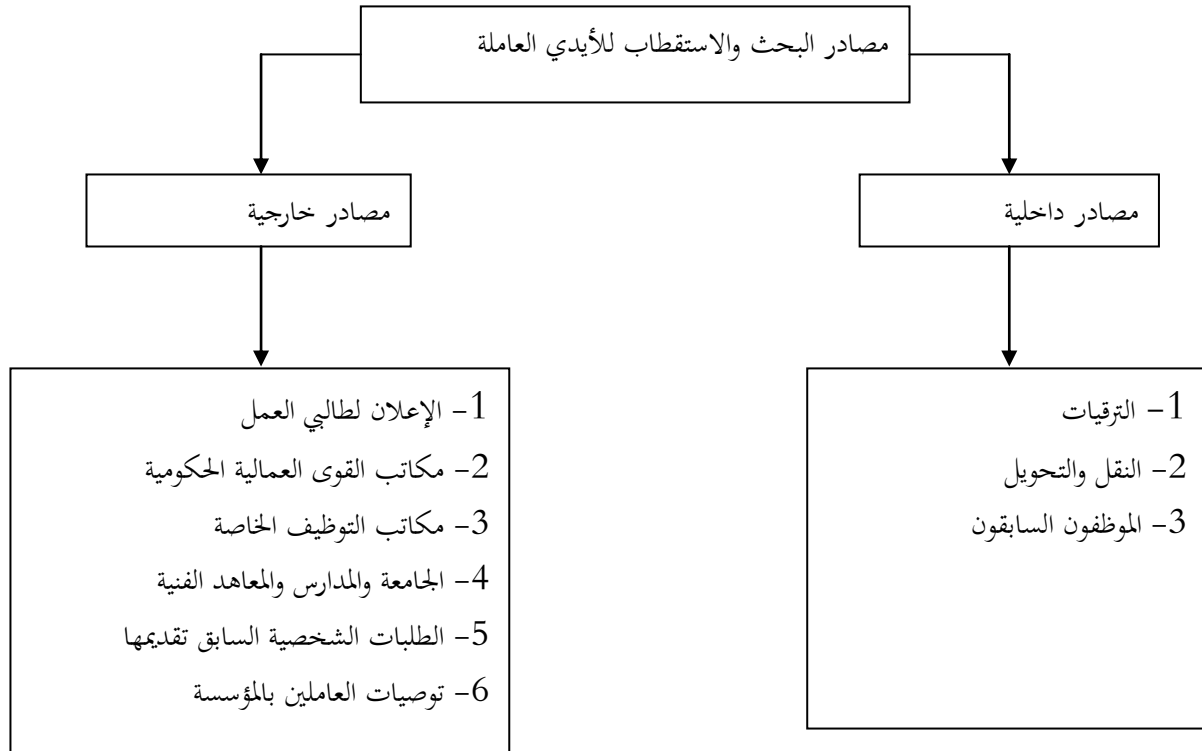 مصادر البحث والاستقطاب للأيدي العاملة
مصادر داخلية
مصادر خارجية
1- الترقيات
2- النقل والتحويل
3- الموظفون السابقون
1- الإعلان لطالبي العمل
2- مكاتب القوى العمالية الحكومية
3- مكاتب التوظيف الخاصة
4- الجامعة والمدارس والمعاهد الفنية
5- الطلبات الشخصية السابق تقديمها
6- توصيات العاملين بالمؤسسة